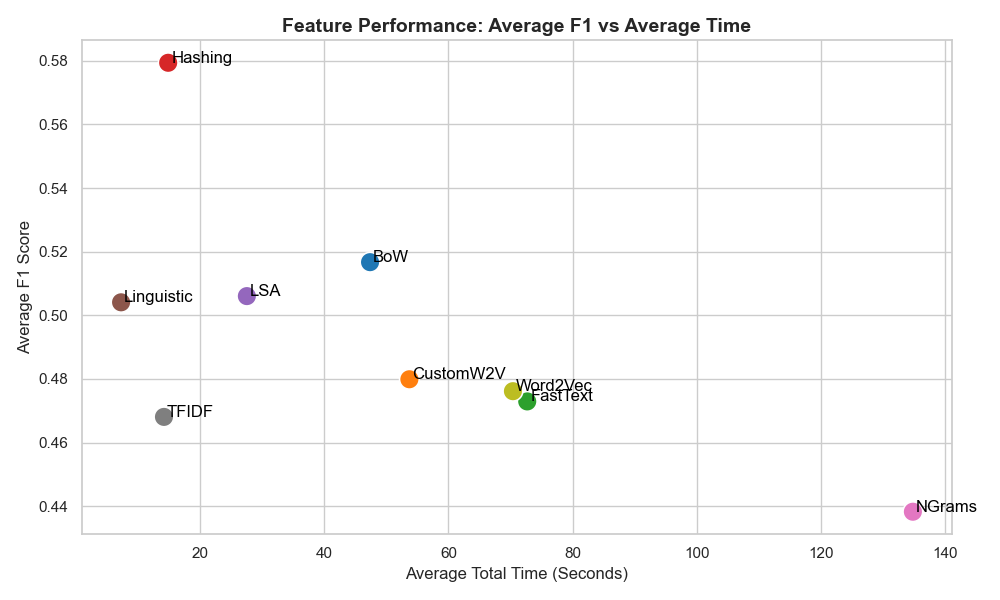 Feature Performance: Average F1 vs Average Time
0.58
Hashing
0.56
0.54
0.52
BoW
Linguistic
LSA
0.50
0.48
CustomW2V
Word2Vec
FastText
TFIDF
0.46
0.44
NGrams
Average F1 Score
20
40
60
80
100
120
140
Average Total Time (Seconds)